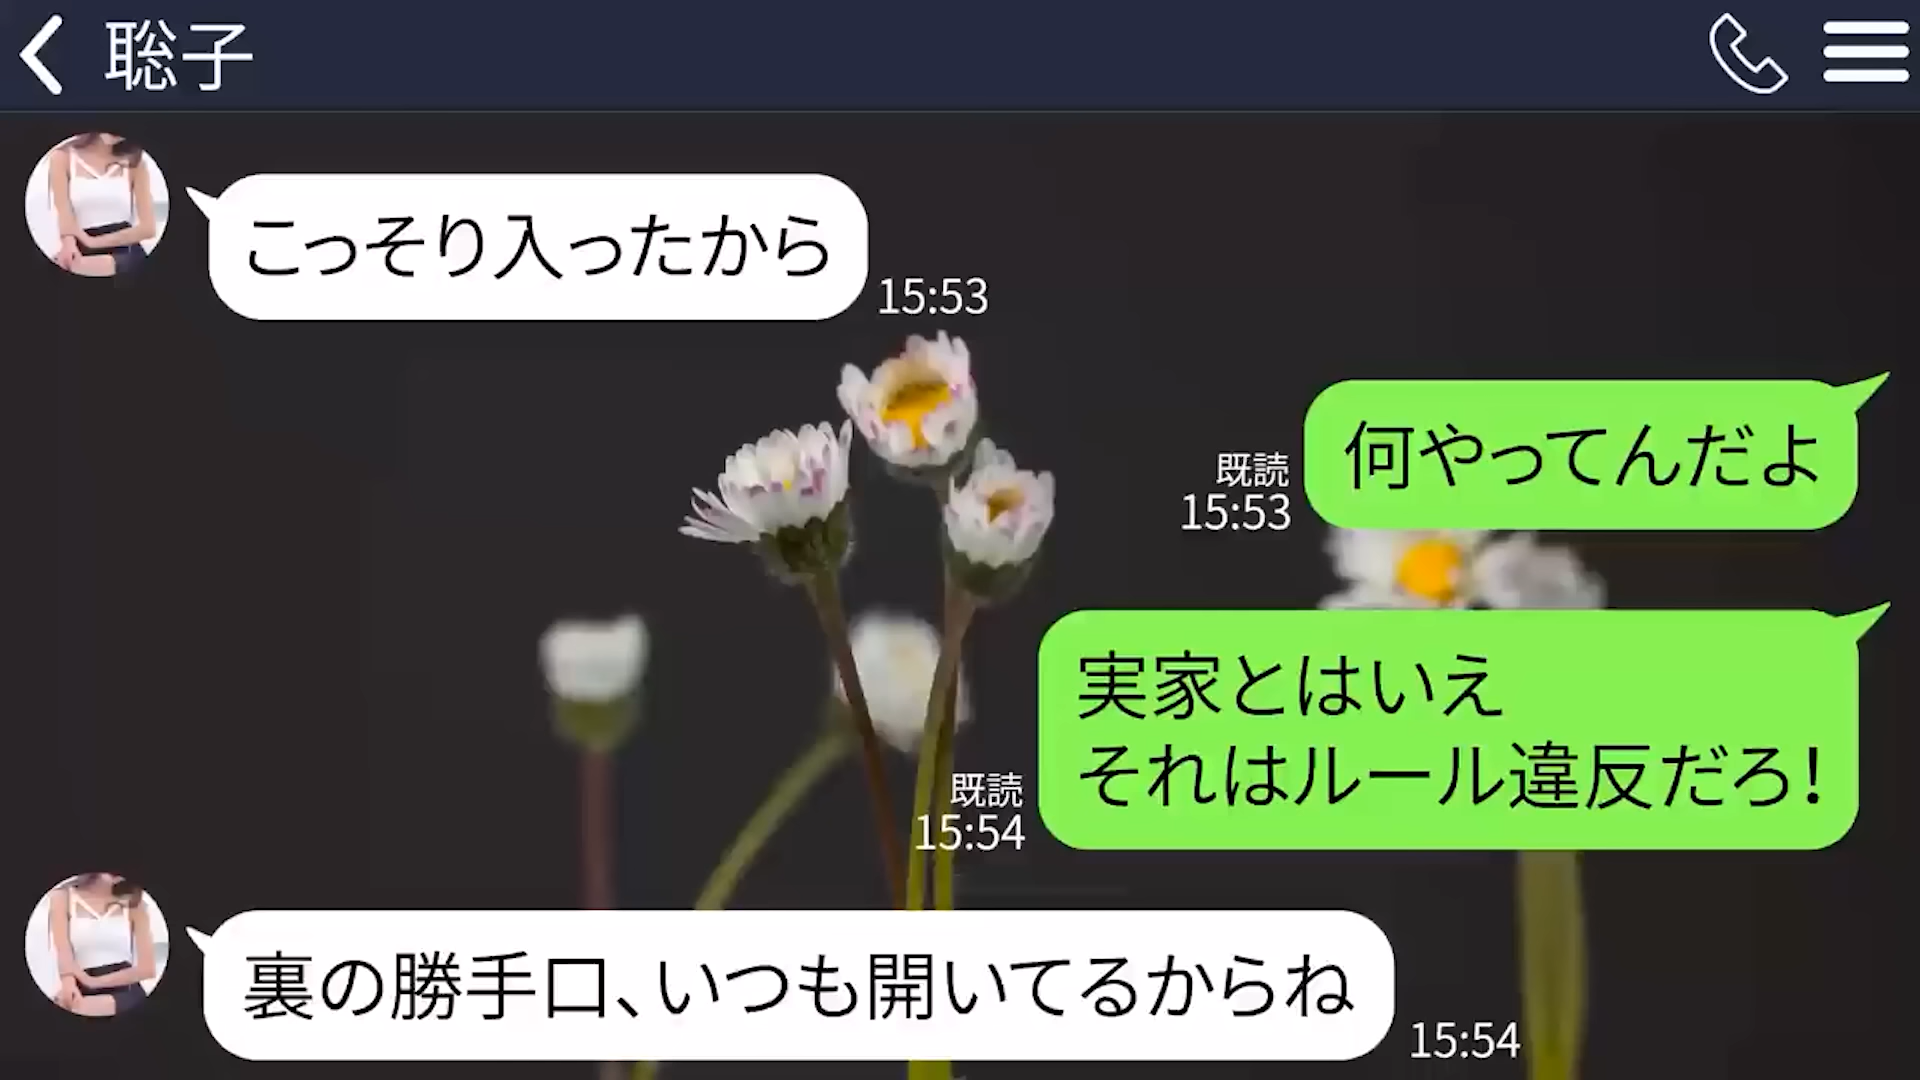 聡子
こっそり入ったから
15:53
何やってんだよ
既読
15:53
実家とはいえ
それはルール違反だろ！
既読
15:54
裏の勝手口、いつも開いてるからね
15:54